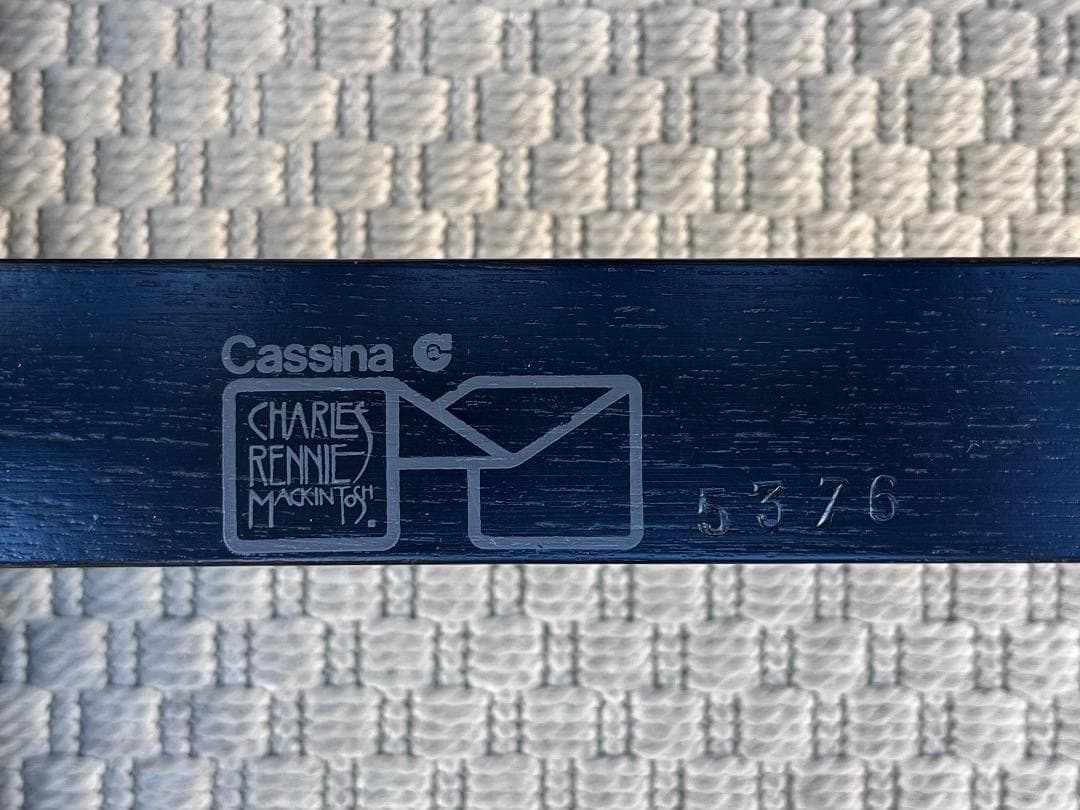 Cassina
CHARLES
RENNIE
MACKINTOSH.
5376